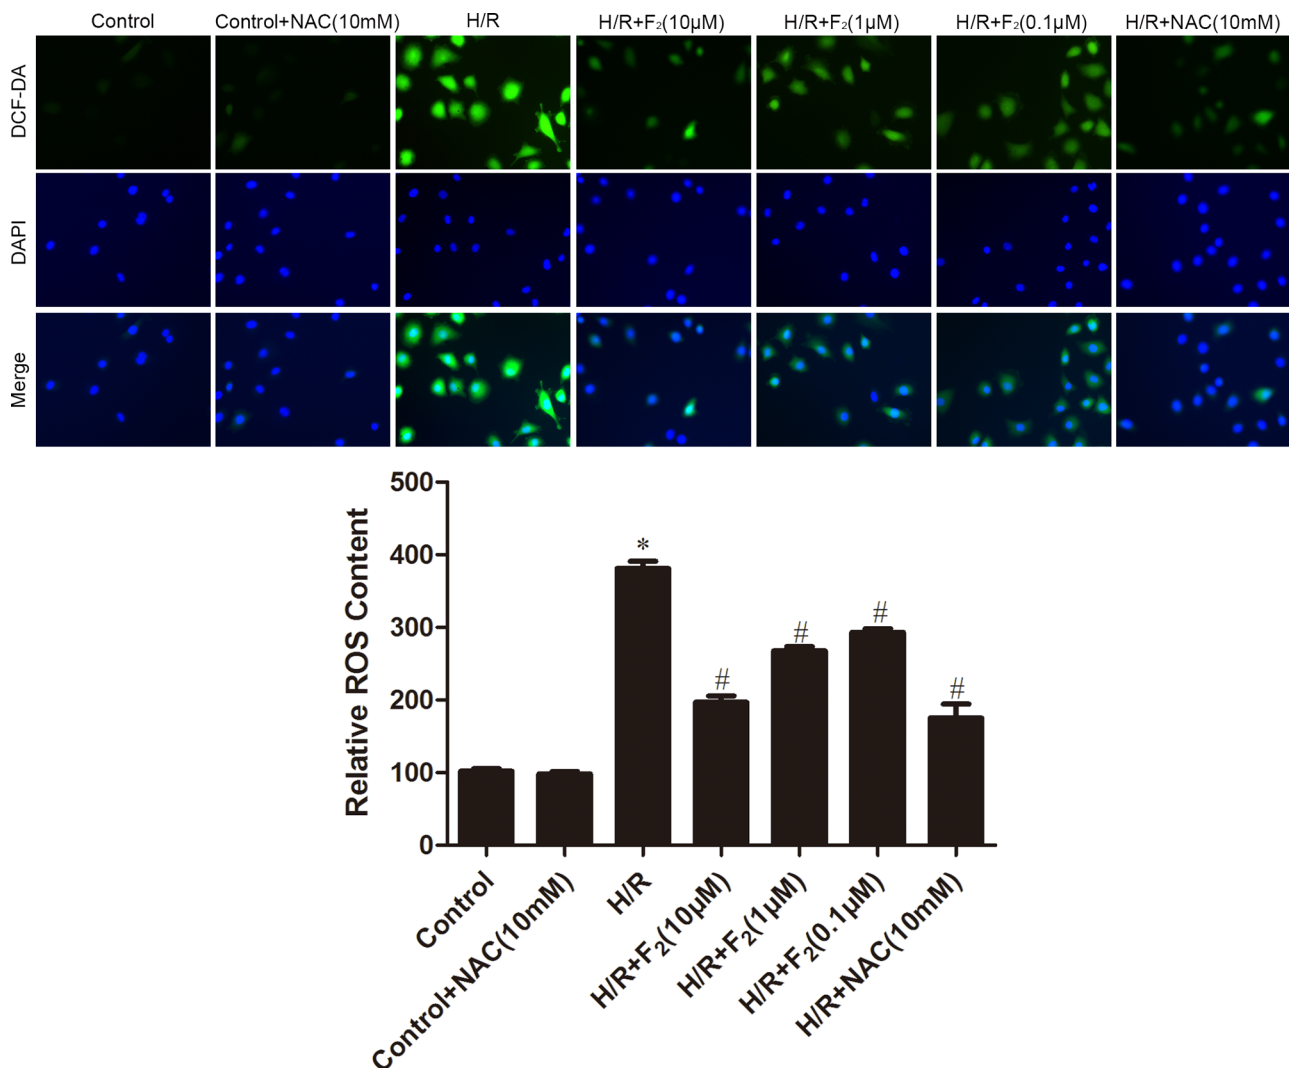 Control
Control+NAC(10mM)
H/R
H/R+F₂(10μM)
H/R+F₂(1μM)
H/R+F₂(0.1μM)
H/R+NAC(10mM)
DCF-DA
DAPI
Merge
Relative ROS Content
500
400
300
200
100
0
*
#
#
#
#
Control
Control+NAC(10mM)
H/R
H/R+F₂(10μM)
H/R+F₂(1μM)
H/R+F₂(0.1μM)
H/R+NAC(10mM)